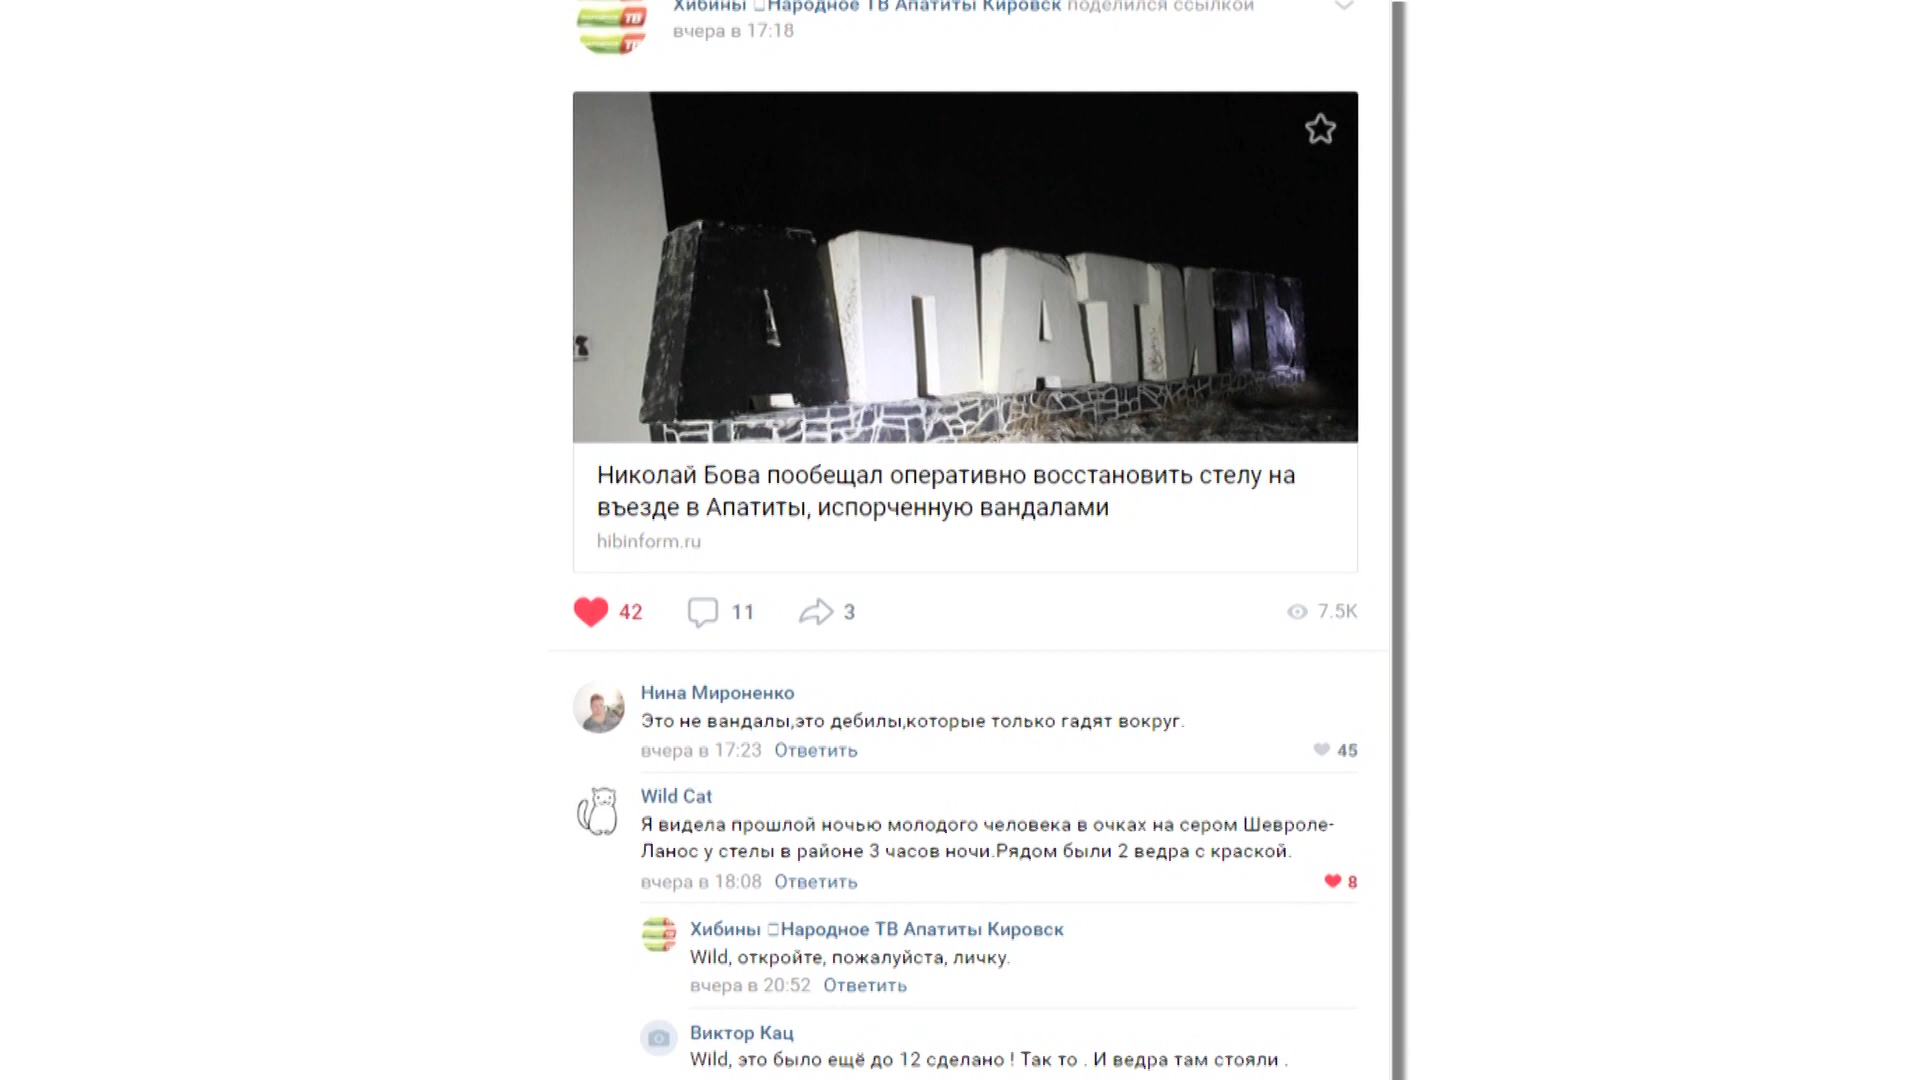 Хибины Народное ТВ Апатиты Кировск поделился ссылкой
вчера в 17:18
АПАТИТЫ
Николай Бова пообещал оперативно восстановить стелу на
въезде в Апатиты, испорченную вандалами
hibinform.ru
42 11 3 7.5K
Нина Мироненко
Это не вандалы,это дебилы,которые только гадят вокруг.
вчера в 17:23 Ответить 45
Wild Cat
Я видела прошлой ночью молодого человека в очках на сером Шевроле-
Ланос у стелы в районе 3 часов ночи.Рядом были 2 ведра с краской.
вчера в 18:08 Ответить 8
Хибины Народное ТВ Апатиты Кировск
Wild, откройте, пожалуйста, личку.
вчера в 20:52 Ответить
Виктор Кац
Wild, это было ещё до 12 сделано ! Так то . И ведра там стояли .